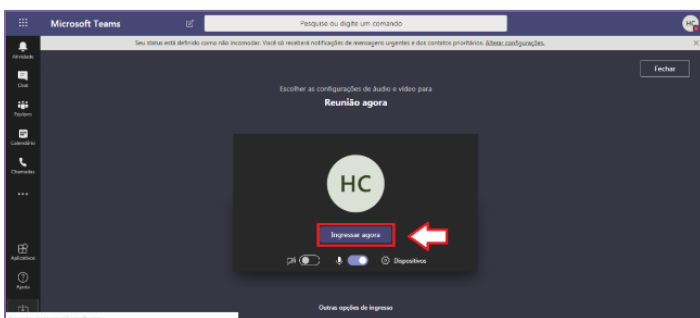 Microsoft Teams
Pesquise ou digite um comando
HC
Seu status está definido como não incomodar. Você só receberá notificações de mensagens urgentes e dos contatos prioritários. Alterar configurações.
Atividade
Chat
Equipes
Calendário
Chamadas
Aplicativos
Ajuda
Fechar
Escolher as configurações de áudio e vídeo para
Reunião agora
HC
Ingressar agora
Dispositivos
Outras opções de ingresso